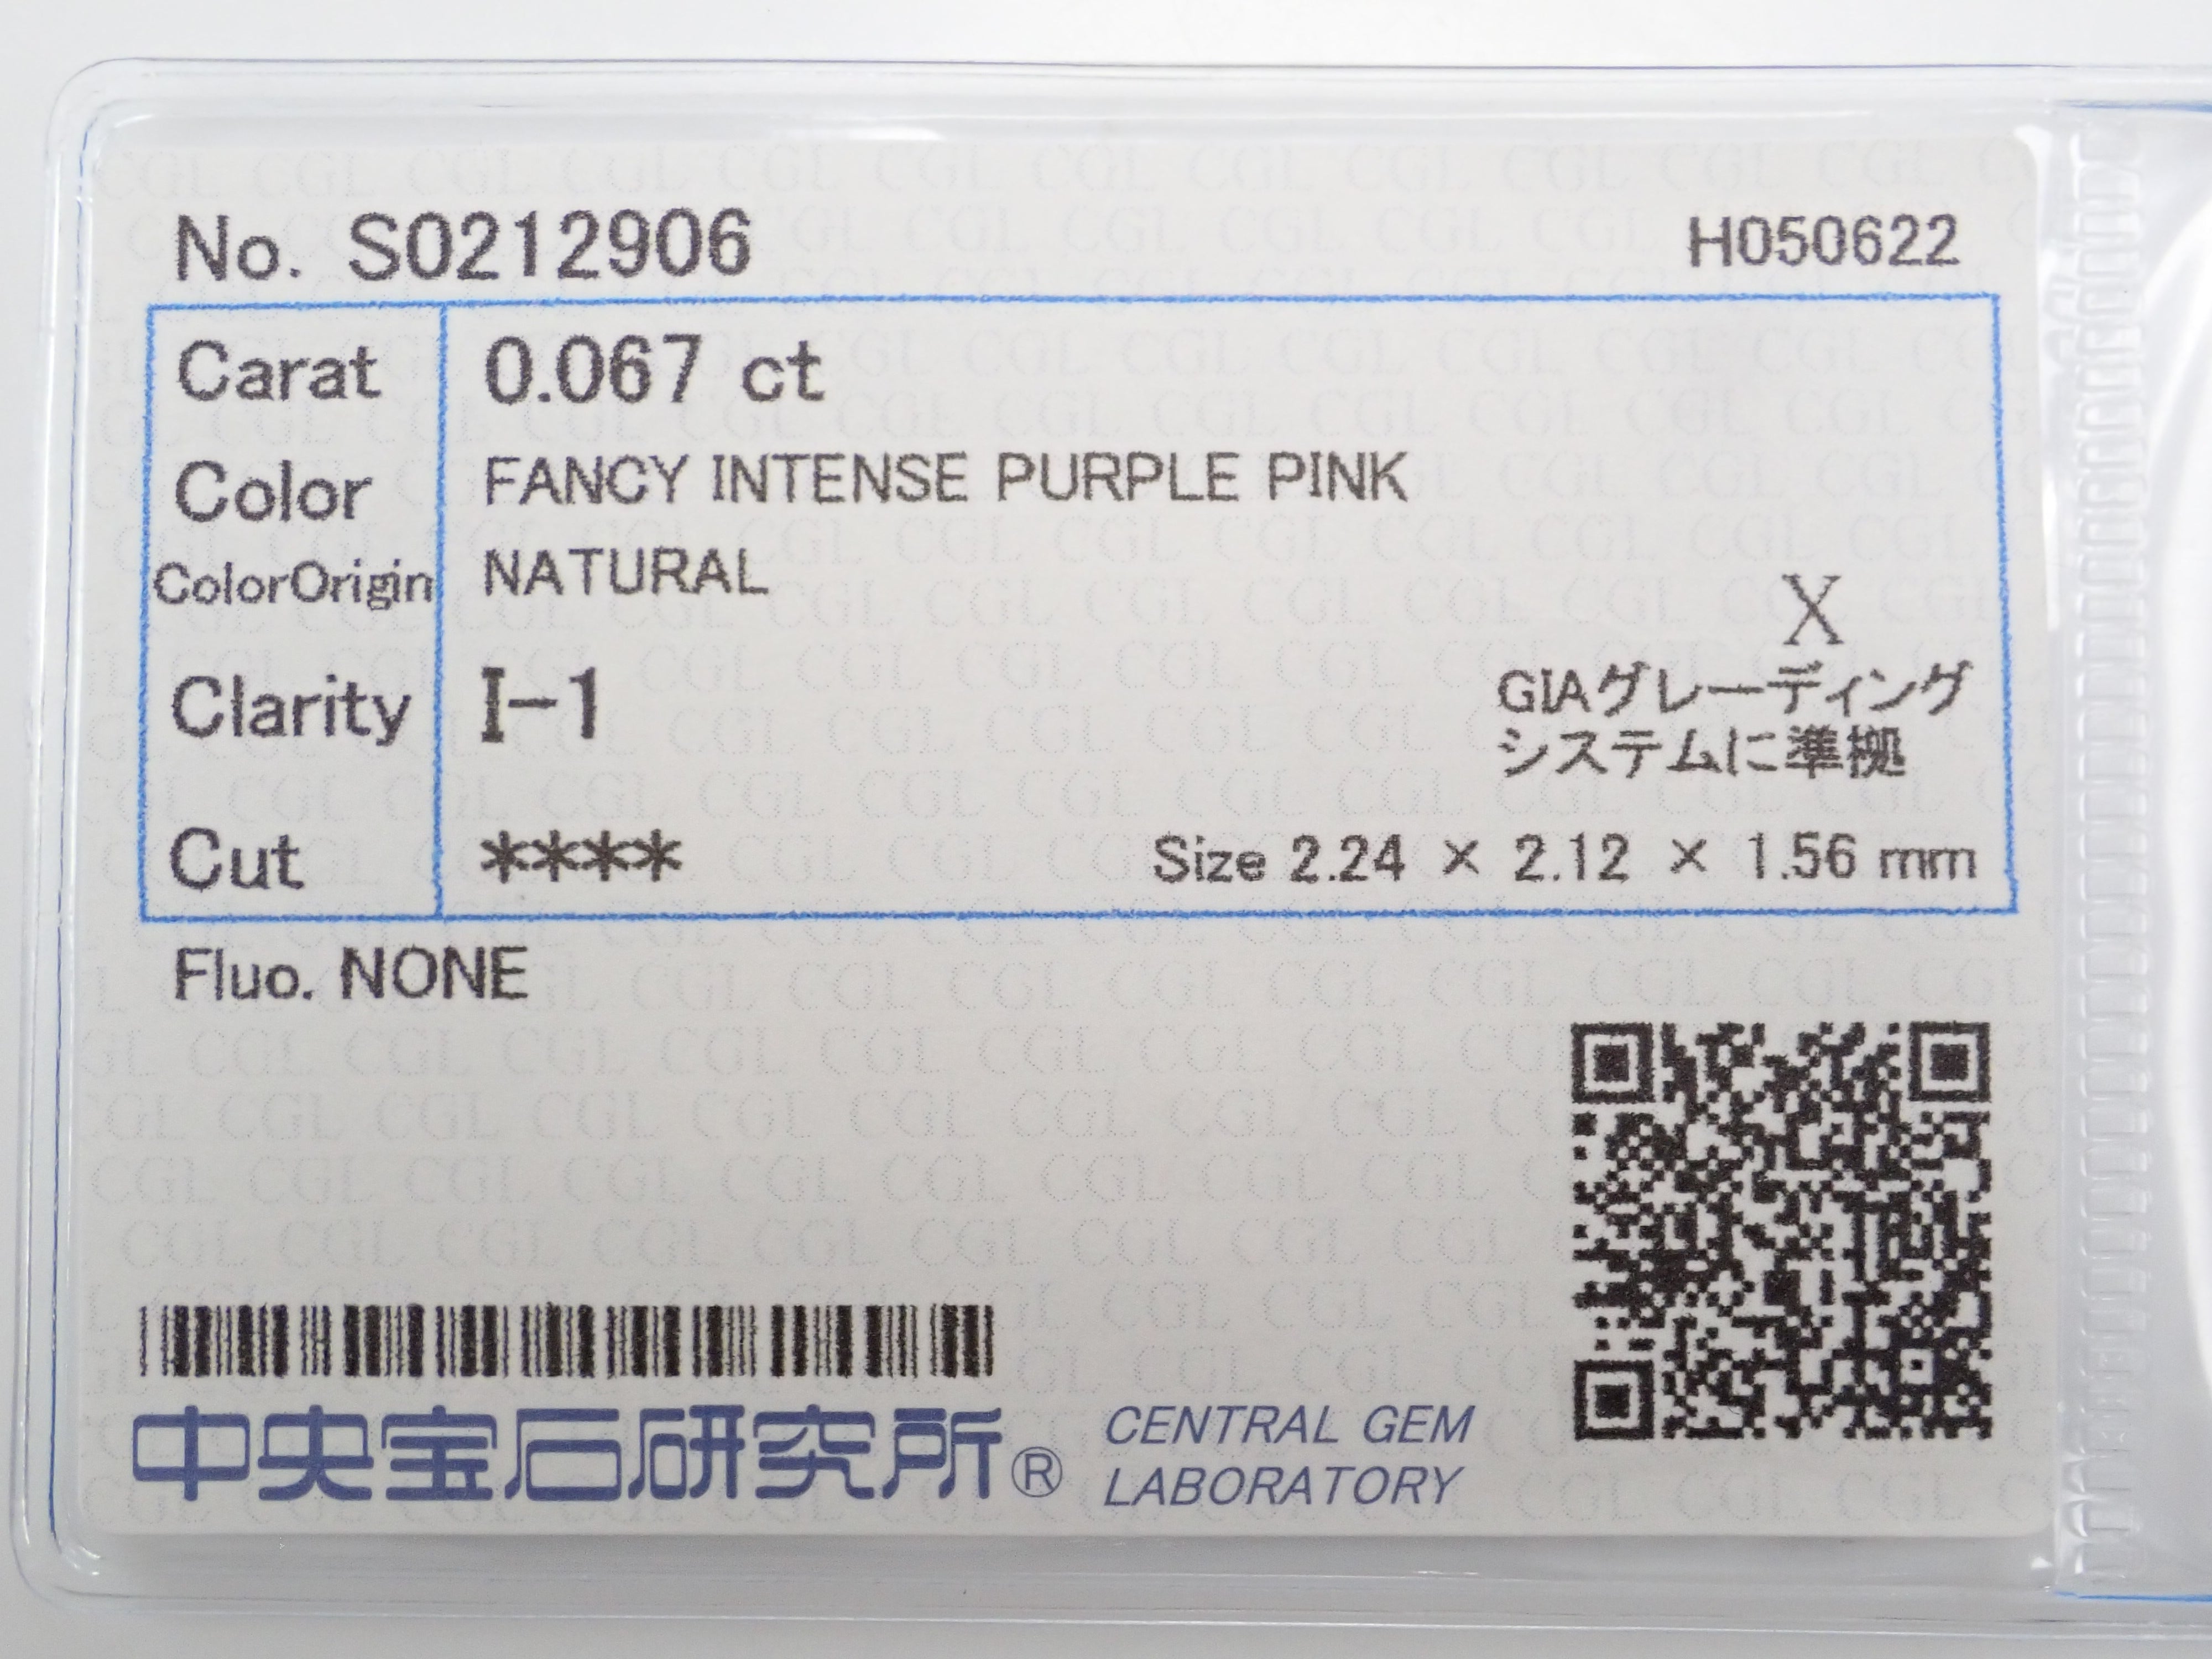 No. S0212906 H050622
Carat 0.067 ct
Color FANCY INTENSE PURPLE PINK
ColorOrigin NATURAL
X
Clarity I-1
GIAグレーディング
システムに準拠
Cut **** Size 2.24 × 2.12 × 1.56 mm
Fluo. NONE
中央宝石研究所® CENTRAL GEM
LABORATORY